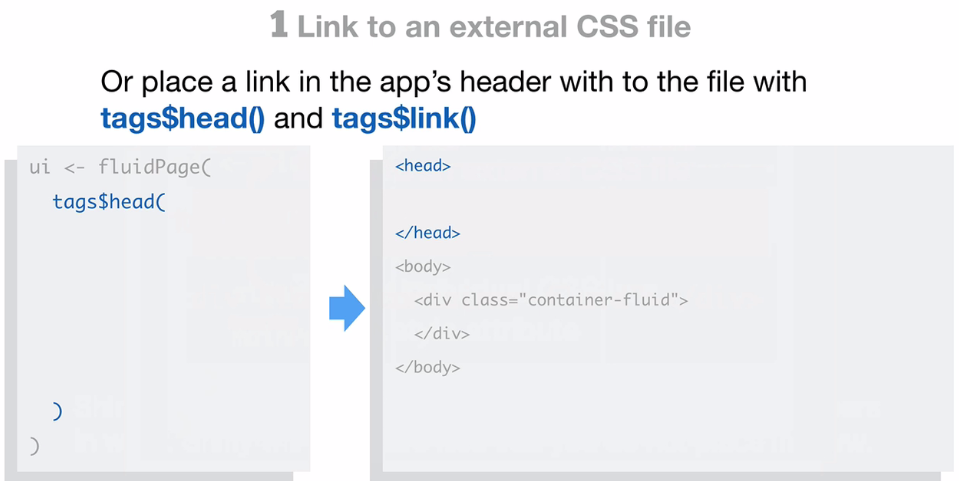 1 Link to an external CSS file
Or place a link in the app's header with to the file with
tags$head() and tags$link()
ui <- fluidPage(
tags$head(
)
)
<head>
</head>
<body>
<div class="container-fluid">
</div>
</body>